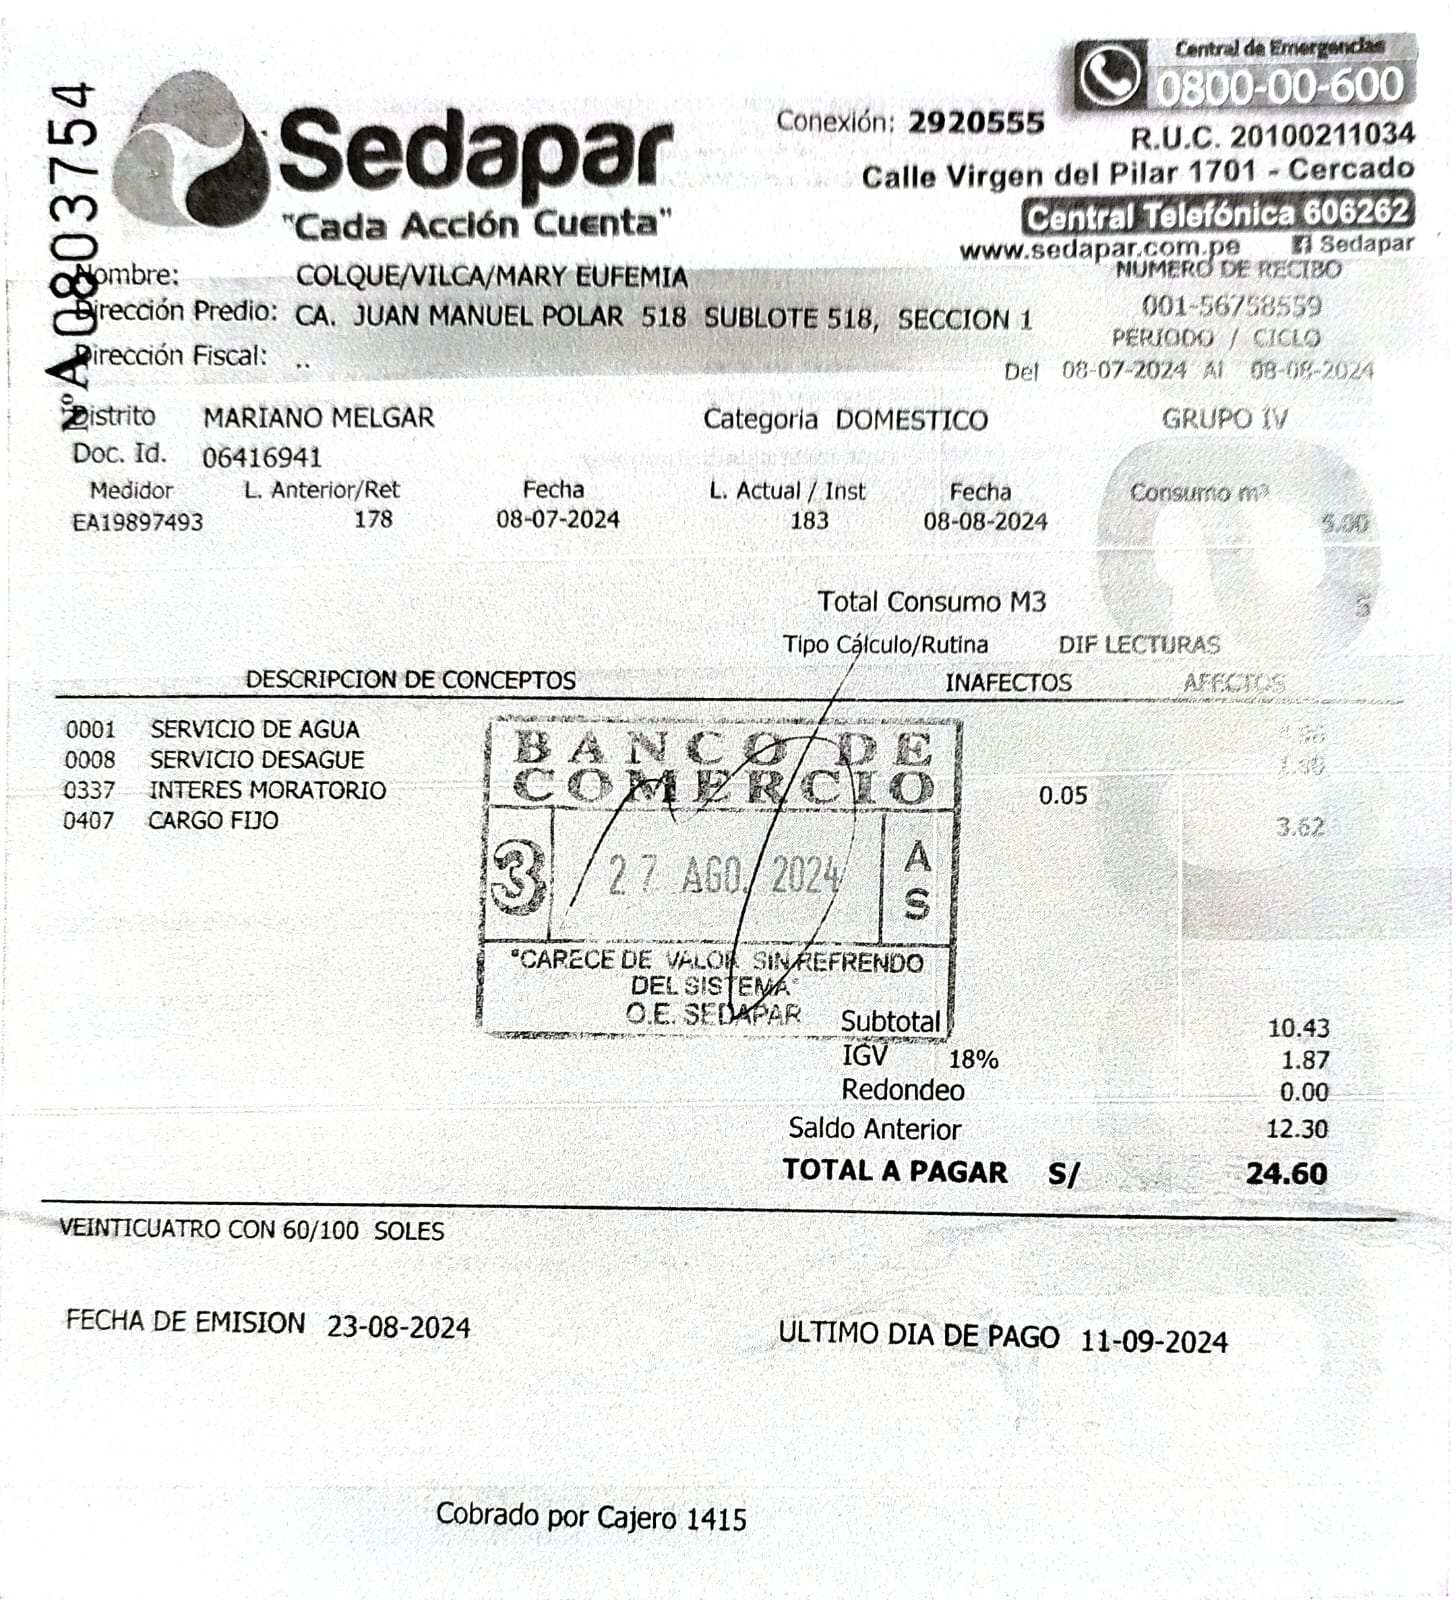 Central de Emergencias
0800-00-600
Conexión: 2920555
R.U.C. 20100211034
Sedapar
Calle Virgen del Pilar 1701 - Cercado
"Cada Acción Cuenta"
Central Telefónica 606262
www.sedapar.com.pe Sedapar
N°A0803754
Nombre: COLQUE/VILCA/MARY EUFEMIA
NUMERO DE RECIBO
Dirección Predio: CA. JUAN MANUEL POLAR 518 SUBLOTE 518, SECCION 1
001-56758559
PERIODO / CICLO
Dirección Fiscal: ..
Del 08-07-2024 Al 08-08-2024
Distrito MARIANO MELGAR Categoria DOMESTICO GRUPO IV
Doc. Id. 06416941
Medidor L. Anterior/Ret Fecha L. Actual / Inst Fecha Consumo m³
EA19897493 178 08-07-2024 183 08-08-2024 5.00
Total Consumo M3 5
Tipo Cálculo/Rutina DIF LECTURAS
DESCRIPCION DE CONCEPTOS INAFECTOS AFECTOS
0001 SERVICIO DE AGUA
0008 SERVICIO DESAGUE
0337 INTERES MORATORIO 0.05
0407 CARGO FIJO 3.62
BANCO DE
COMERCIO
3 27 AGO. 2024 AS
"CARECE DE VALOR SIN REFRENDO
DEL SISTEMA"
O.E. SEDAPAR
Subtotal 10.43
IGV 18% 1.87
Redondeo 0.00
Saldo Anterior 12.30
TOTAL A PAGAR S/ 24.60
VEINTICUATRO CON 60/100 SOLES
FECHA DE EMISION 23-08-2024
ULTIMO DIA DE PAGO 11-09-2024
Cobrado por Cajero 1415